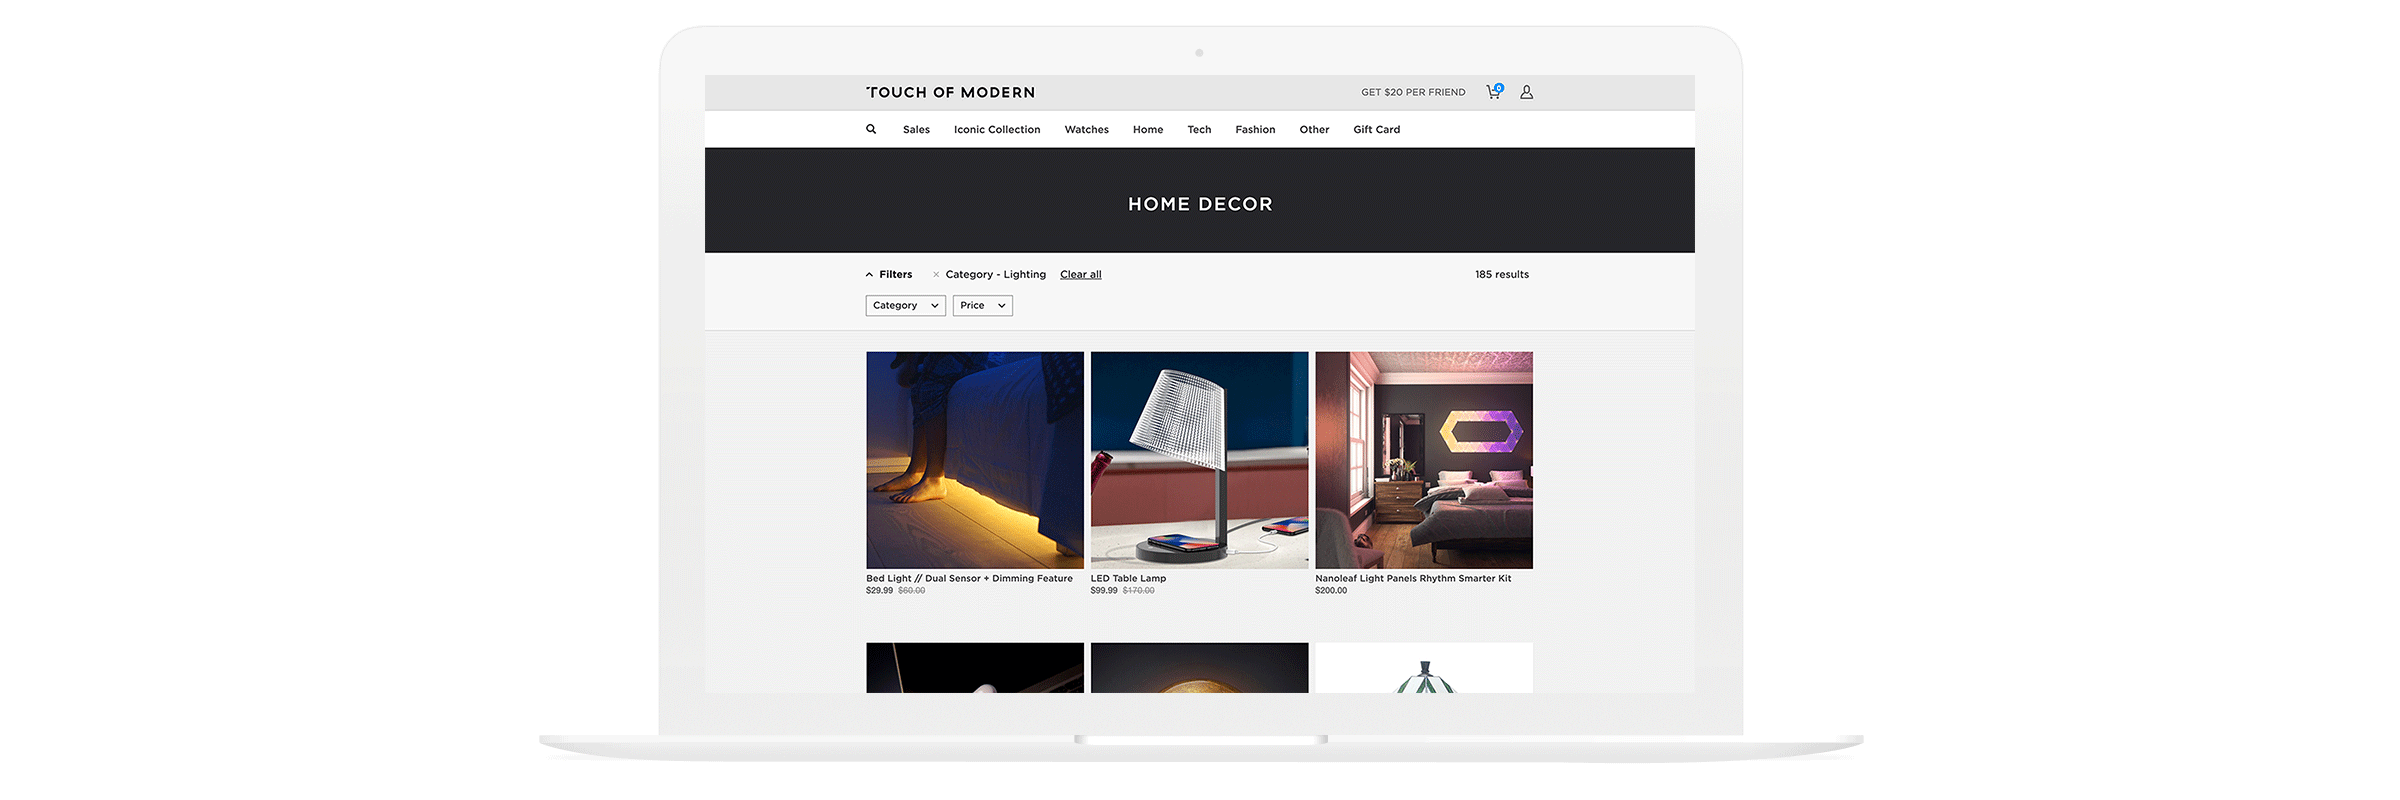 TOUCH OF MODERN
GET $20 PER FRIEND
0
Sales Iconic Collection Watches Home Tech Fashion Other Gift Card
HOME DECOR
Filters × Category - Lighting Clear all
185 results
Category Price
Bed Light // Dual Sensor + Dimming Feature
$29.99 $60.00
LED Table Lamp
$99.99 $170.00
Nanoleaf Light Panels Rhythm Smarter Kit
$200.00